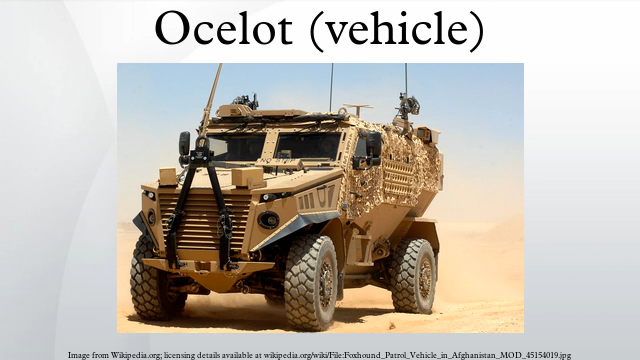 Ocelot (vehicle)
Image from Wikipedia.org; licensing details available at wikipedia.org/wiki/File:Foxhound_Patrol_Vehicle_in_Afghanistan_MOD_45154019.jpg